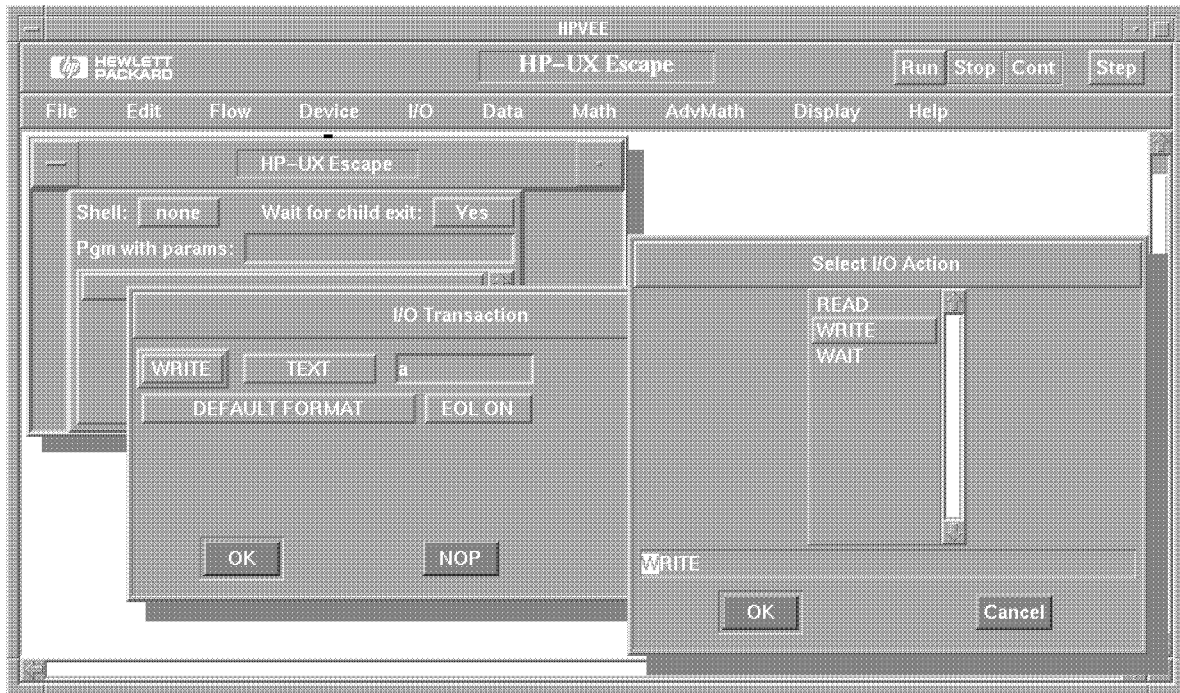 HPVEE
hp HEWLETT PACKARD
HP-UX Escape
Run Stop Cont Step
File Edit Flow Device I/O Data Math AdvMath Display Help
HP-UX Escape
Shell: none Wait for child exit: Yes
Pgm with params:
I/O Transaction
WRITE TEXT a
DEFAULT FORMAT EOL ON
OK NOP
Select I/O Action
READ
WRITE
WAIT
WRITE
OK Cancel